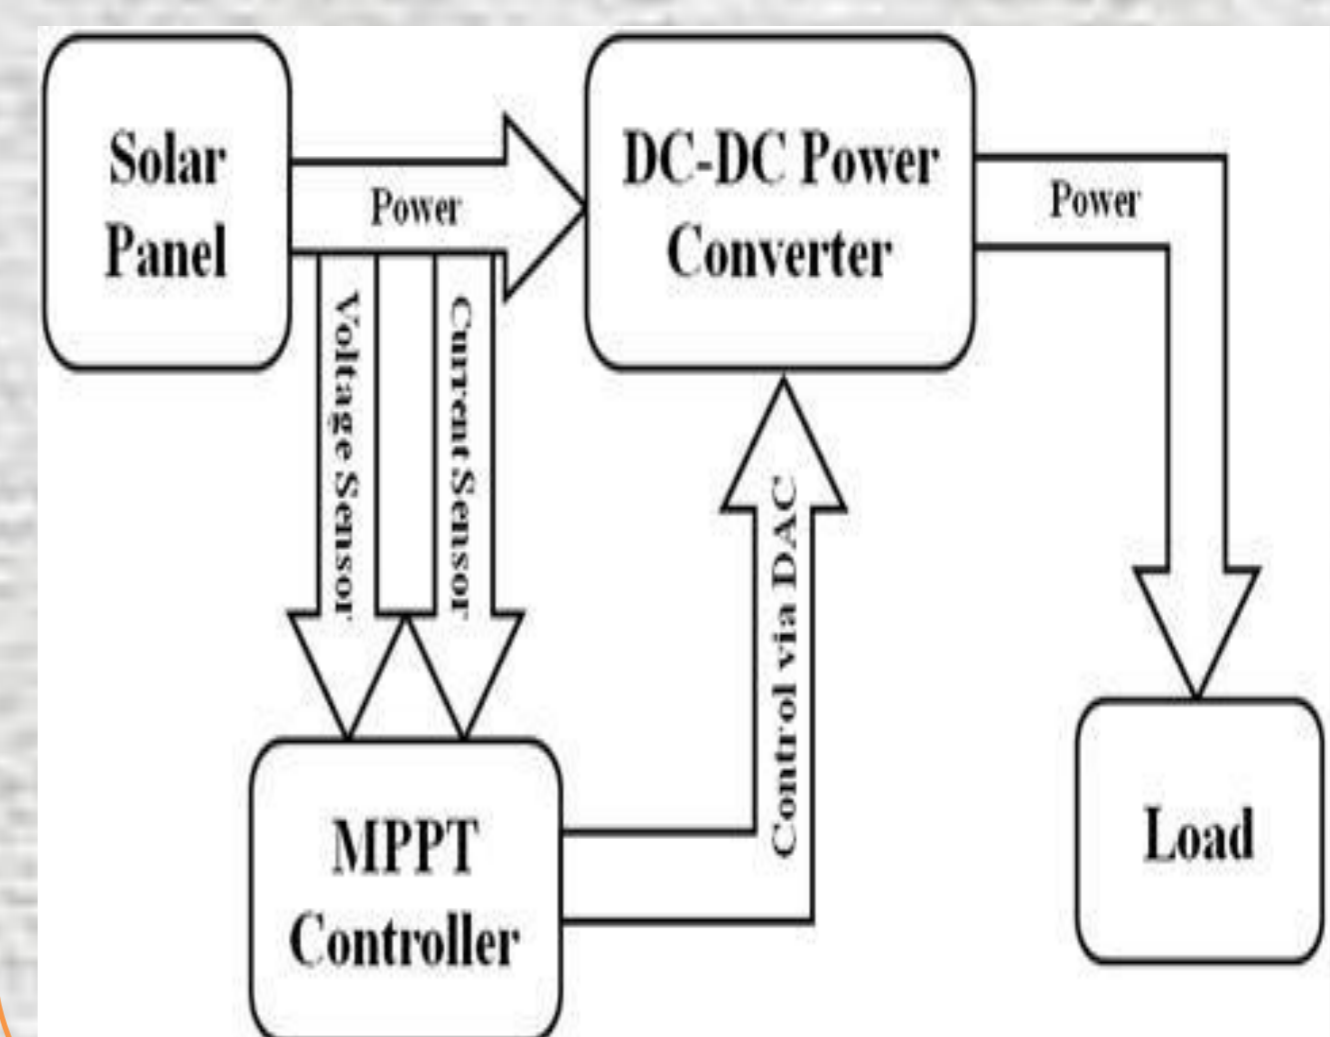 Solar
Panel
Power
DC-DC Power
Converter
Power
Voltage Sensor
Current Sensor
Control via DAC
MPPT
Controller
Load